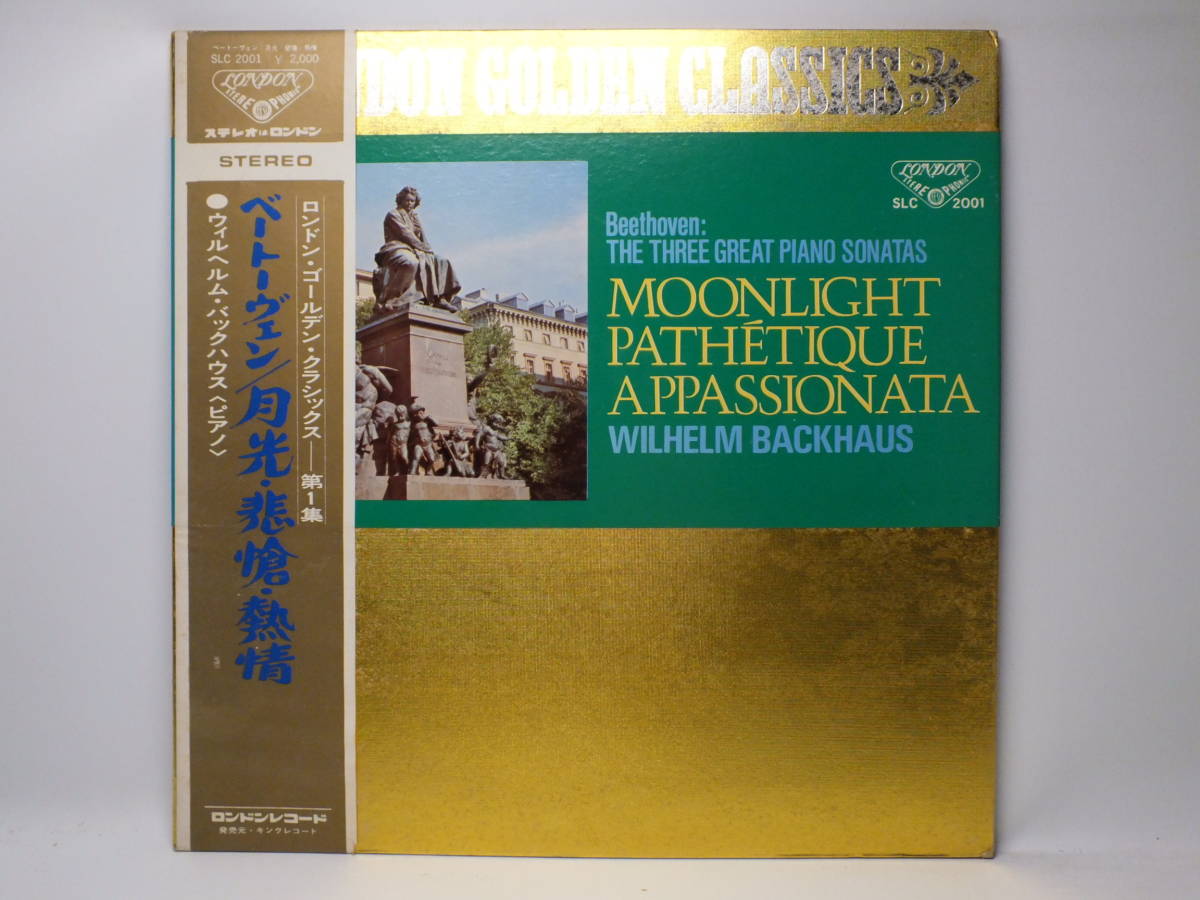 ベートーヴェン/月光・悲愴・熱情
SLC 2001 ¥ 2,000
LONDON
STEREOPHONIC
ステレオはロンドン
STEREO
ロンドン・ゴールデン・クラシックス——第1集
ベートーヴェン/月光・悲愴・熱情
●ウィルヘルム・バックハウス〈ピアノ〉
ロンドンレコード
発売元・キングレコード
DON GOLDEN CLASSICS
LONDON
STEREOPHONIC
SLC 2001
Beethoven:
THE THREE GREAT PIANO SONATAS
MOONLIGHT
PATHÉTIQUE
APPASSIONATA
WILHELM BACKHAUS